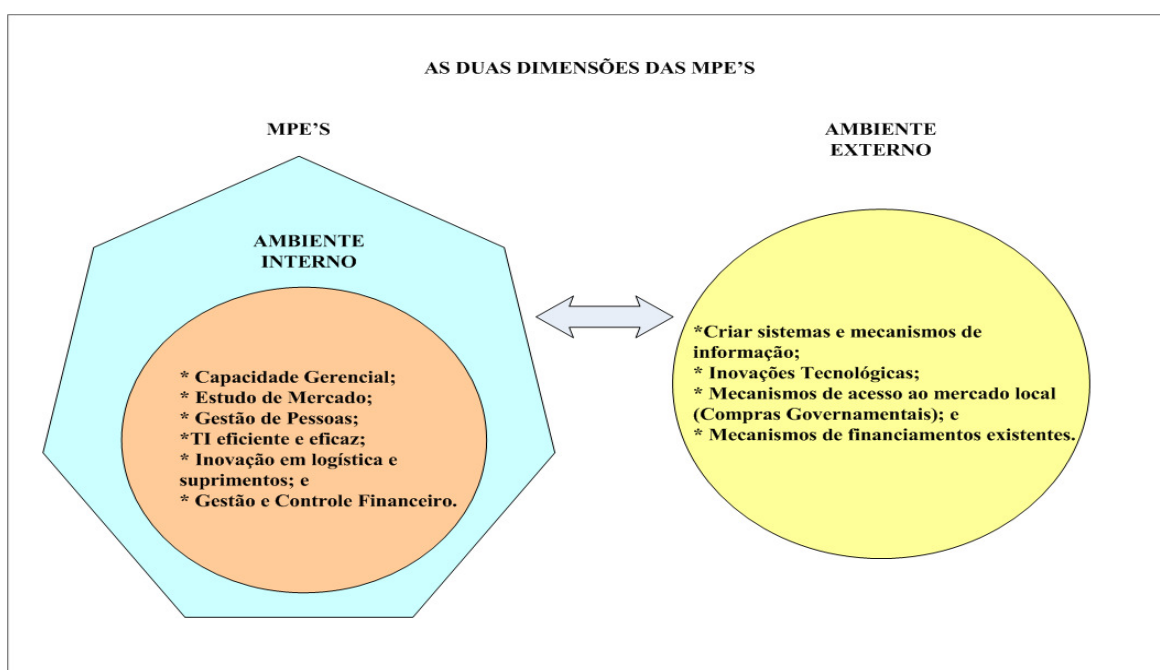 AS DUAS DIMENSÕES DAS MPE'S
MPE'S
AMBIENTE
INTERNO
* Capacidade Gerencial;
* Estudo de Mercado;
* Gestão de Pessoas;
*TI eficiente e eficaz;
* Inovação em logística e
suprimentos; e
* Gestão e Controle Financeiro.
AMBIENTE
EXTERNO
*Criar sistemas e mecanismos de
informação;
* Inovações Tecnológicas;
* Mecanismos de acesso ao mercado local
(Compras Governamentais); e
* Mecanismos de financiamentos existentes.